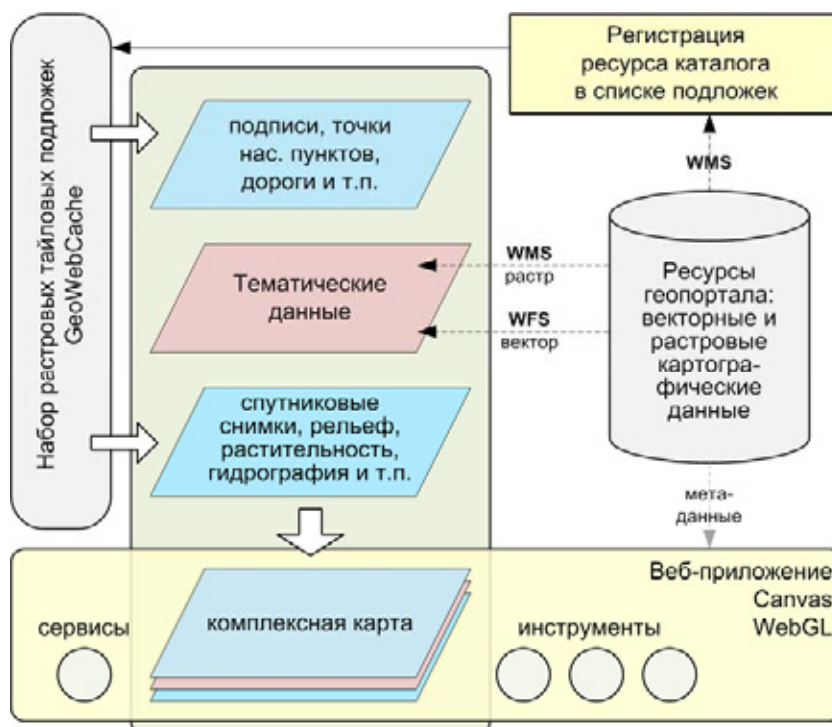 Набор растровых тайловых подложек
GeoWebCache
Регистрация
ресурса каталога
в списке подложек
подписи, точки
нас. пунктов,
дороги и т.п.
WMS
Тематические
данные
WMS
растр
WFS
вектор
Ресурсы
геопортала:
векторные и
растровые
картогра-
фические
данные
спутниковые
снимки, рельеф,
растительность,
гидрография и т.п.
мета-
данные
Веб-приложение
Canvas
WebGL
сервисы
комплексная карта
инструменты